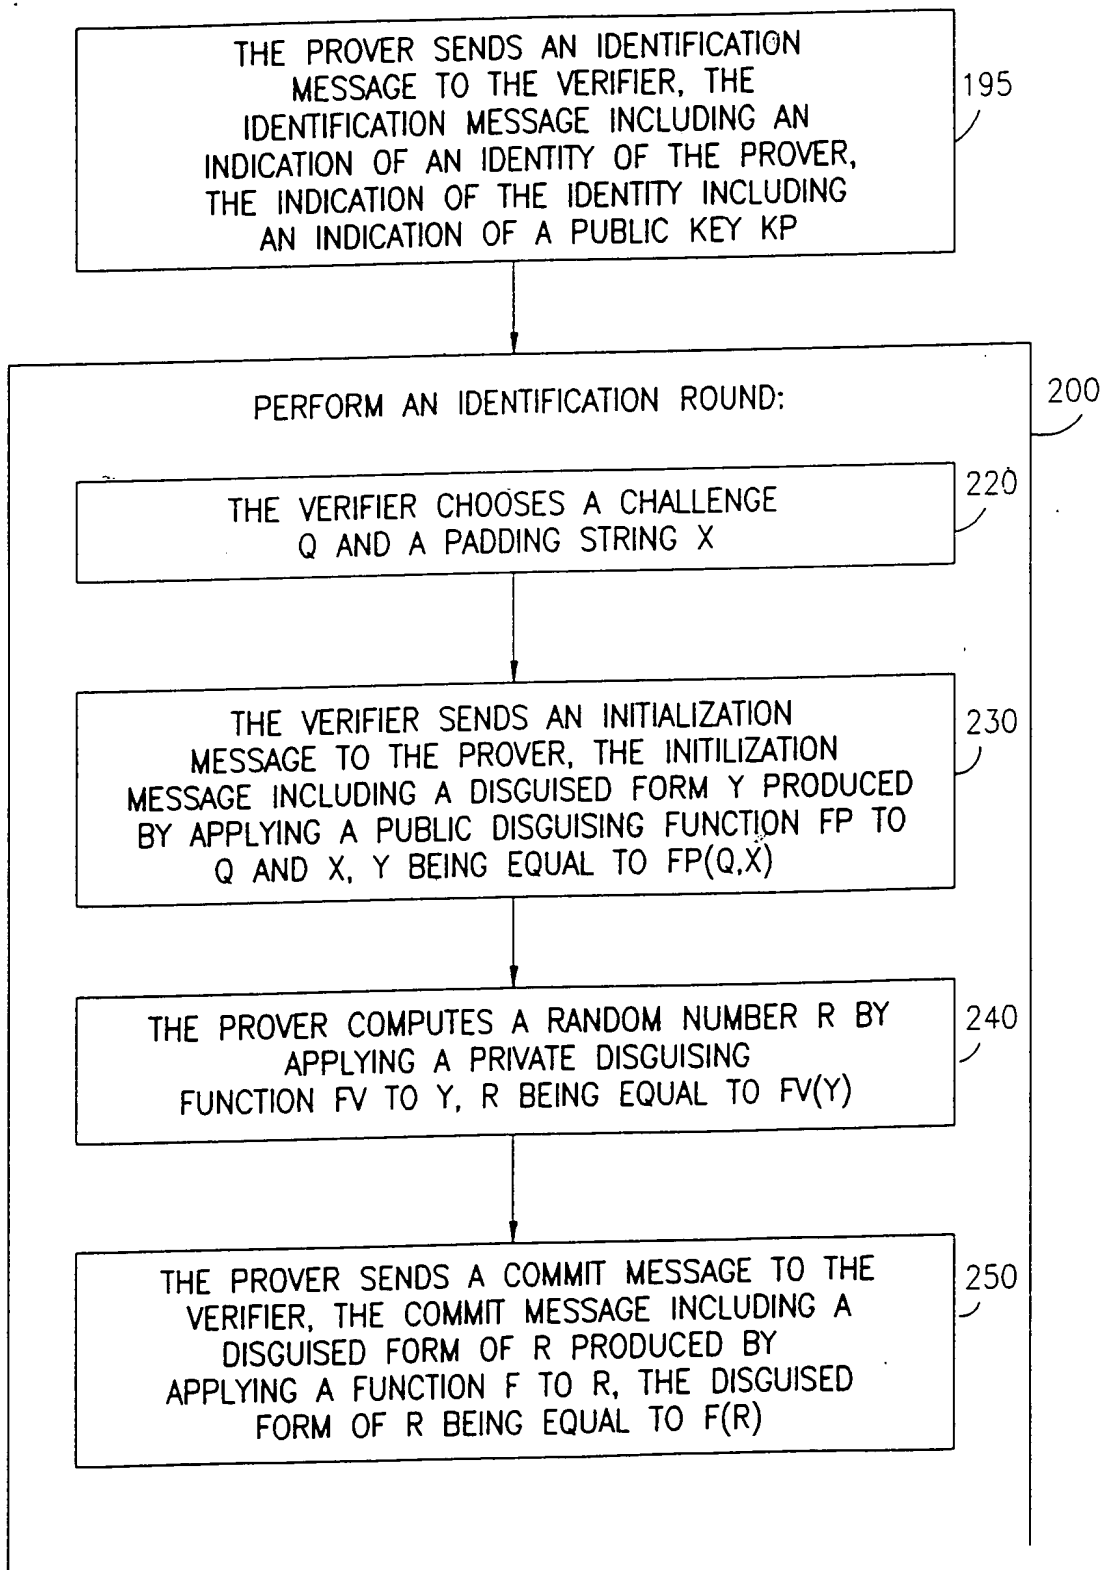 THE PROVER SENDS AN IDENTIFICATION
MESSAGE TO THE VERIFIER, THE
IDENTIFICATION MESSAGE INCLUDING AN
INDICATION OF AN IDENTITY OF THE PROVER,
THE INDICATION OF THE IDENTITY INCLUDING
AN INDICATION OF A PUBLIC KEY KP
195
PERFORM AN IDENTIFICATION ROUND:
200
THE VERIFIER CHOOSES A CHALLENGE
Q AND A PADDING STRING X
220
THE VERIFIER SENDS AN INITIALIZATION
MESSAGE TO THE PROVER, THE INITILIZATION
MESSAGE INCLUDING A DISGUISED FORM Y PRODUCED
BY APPLYING A PUBLIC DISGUISING FUNCTION FP TO
Q AND X, Y BEING EQUAL TO FP(Q,X)
230
THE PROVER COMPUTES A RANDOM NUMBER R BY
APPLYING A PRIVATE DISGUISING
FUNCTION FV TO Y, R BEING EQUAL TO FV(Y)
240
THE PROVER SENDS A COMMIT MESSAGE TO THE
VERIFIER, THE COMMIT MESSAGE INCLUDING A
DISGUISED FORM OF R PRODUCED BY
APPLYING A FUNCTION F TO R, THE DISGUISED
FORM OF R BEING EQUAL TO F(R)
250